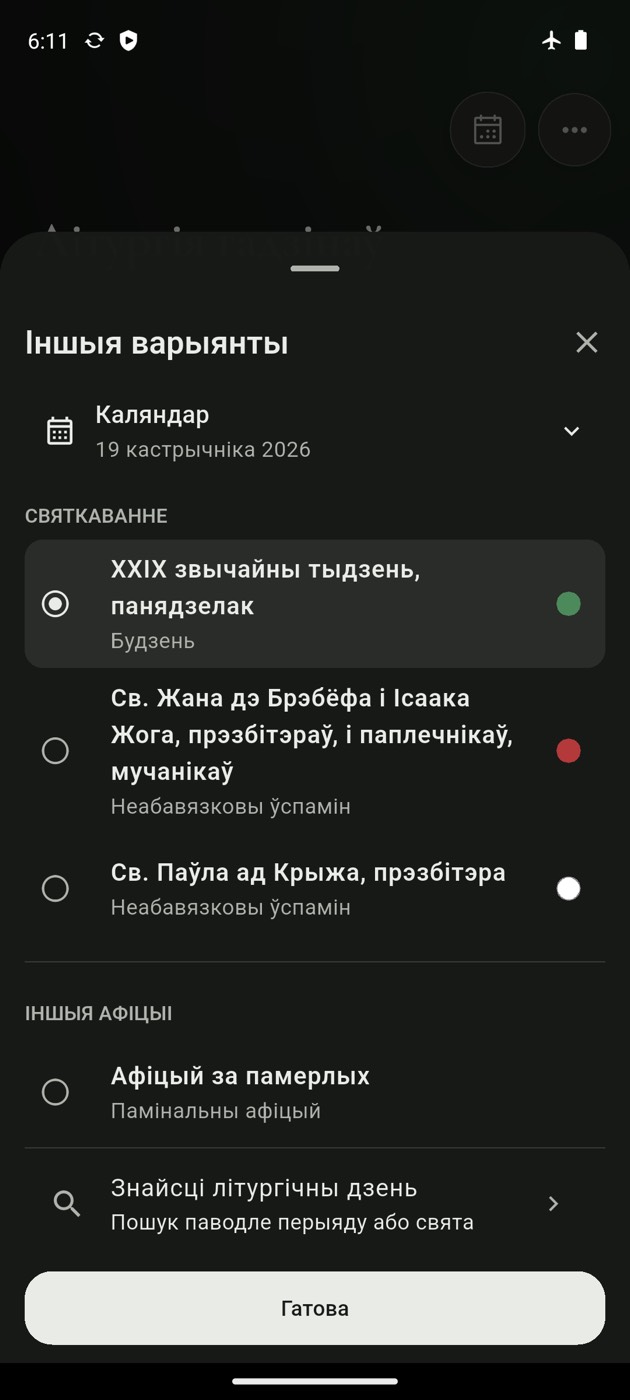 6:11
Літургія гадзінаў
Іншыя варыянты
Каляндар
19 кастрычніка 2026
СВЯТКАВАННЕ
XXIX звычайны тыдзень,
панядзелак
Будзень
Св. Жана дэ Брэбёфа і Ісаака
Жога, прэзбітэраў, і паплечнікаў,
мучанікаў
Неабавязковы ўспамін
Св. Паўла ад Крыжа, прэзбітэра
Неабавязковы ўспамін
ІНШЫЯ АФІЦЫІ
Афіцый за памерлых
Памінальны афіцый
Знайсці літургічны дзень
Пошук паводле перыяду або свята
Гатова